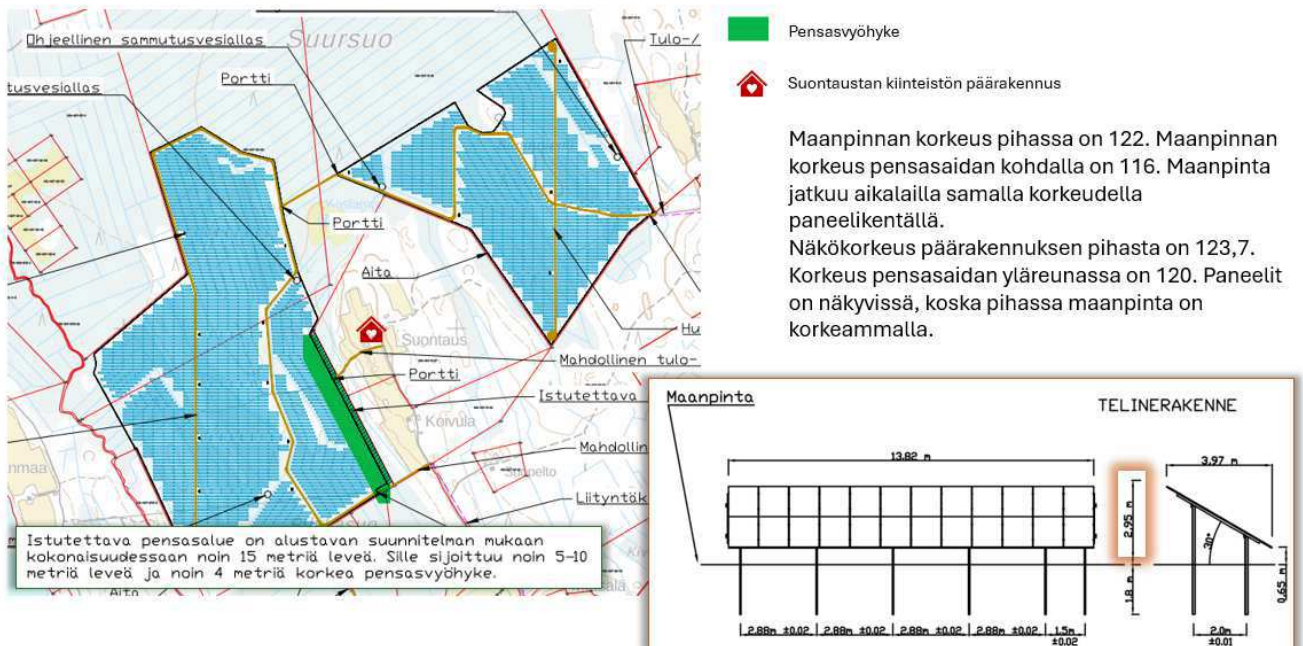 Ohjeellinen sammutusvesiallas
Suursuo
Tulo-/
Portti
tusvesiallas
Portti
Aita
Hu
Suontaus
Mahdollinen tulo-
Portti
Istutettava
Koivula
Mahdollin
nmaa
Liityntäk
Suursuo
Istutettava pensasalue on alustavan suunnitelman mukaan
kokonaisuudessaan noin 15 metriä leveä. Sille sijoittuu noin 5-10
metriä leveä ja noin 4 metriä korkea pensasvyöhyke.
Aita
Pensasvyöhyke
Suontaustan kiinteistön päärakennus
Maanpinnan korkeus pihassa on 122. Maanpinnan
korkeus pensasaidan kohdalla on 116. Maanpinta
jatkuu aikalailla samalla korkeudella
paneelikentällä.
Näkökorkeus päärakennuksen pihasta on 123,7.
Korkeus pensasaidan yläreunassa on 120. Paneelit
on näkyvissä, koska pihassa maanpinta on
korkeammalla.
Maanpinta
TELINERAKENNE
13.82 m
3.97 m
2.95 m
30°
1.8 m
0.65 m
2.88m ±0.02 2.88m ±0.02 2.88m ±0.02 2.88m ±0.02 1.5m ±0.02
2.0m ±0.01